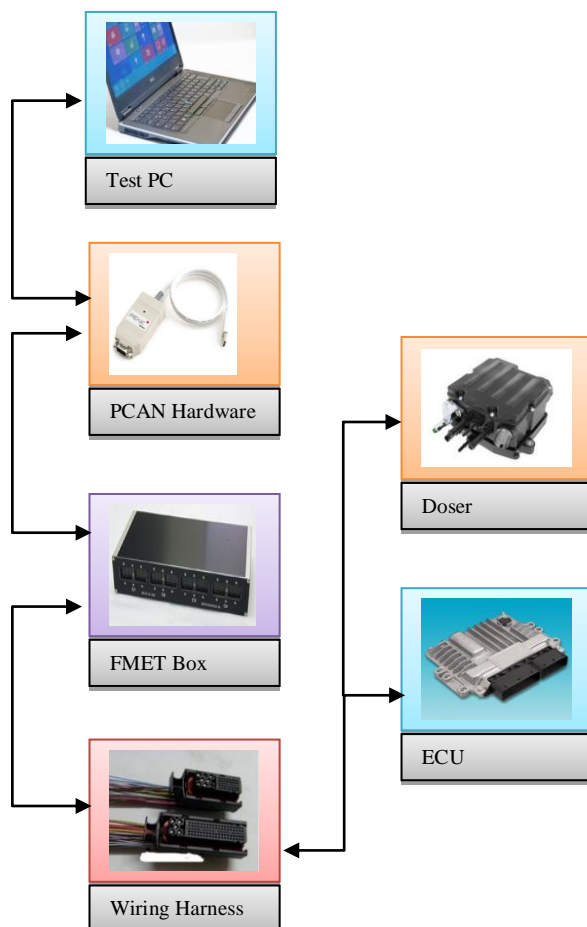 Test PC
PCAN Hardware
Doser
FMET Box
ECU
Wiring Harness